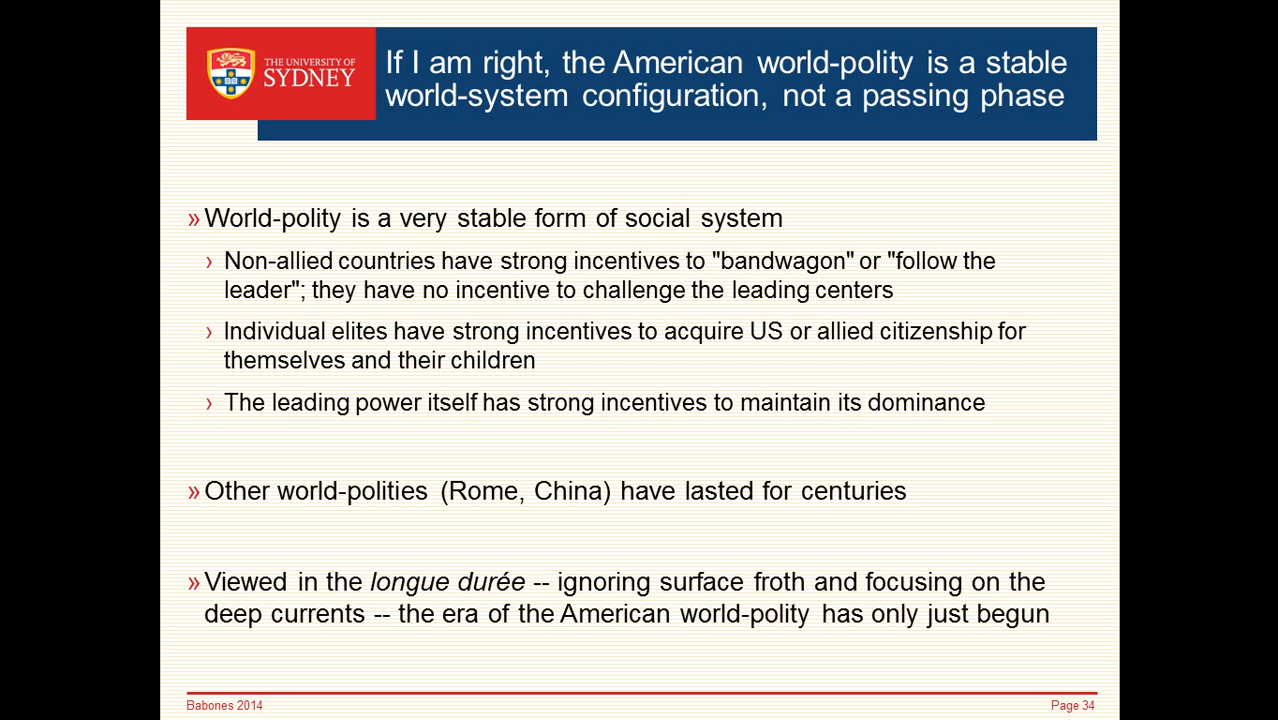 THE UNIVERSITY OF
SYDNEY
If I am right, the American world-polity is a stable
world-system configuration, not a passing phase
» World-polity is a very stable form of social system
› Non-allied countries have strong incentives to "bandwagon" or "follow the
leader"; they have no incentive to challenge the leading centers
› Individual elites have strong incentives to acquire US or allied citizenship for
themselves and their children
› The leading power itself has strong incentives to maintain its dominance
» Other world-polities (Rome, China) have lasted for centuries
» Viewed in the longue durée -- ignoring surface froth and focusing on the
deep currents -- the era of the American world-polity has only just begun
Babones 2014
Page 34